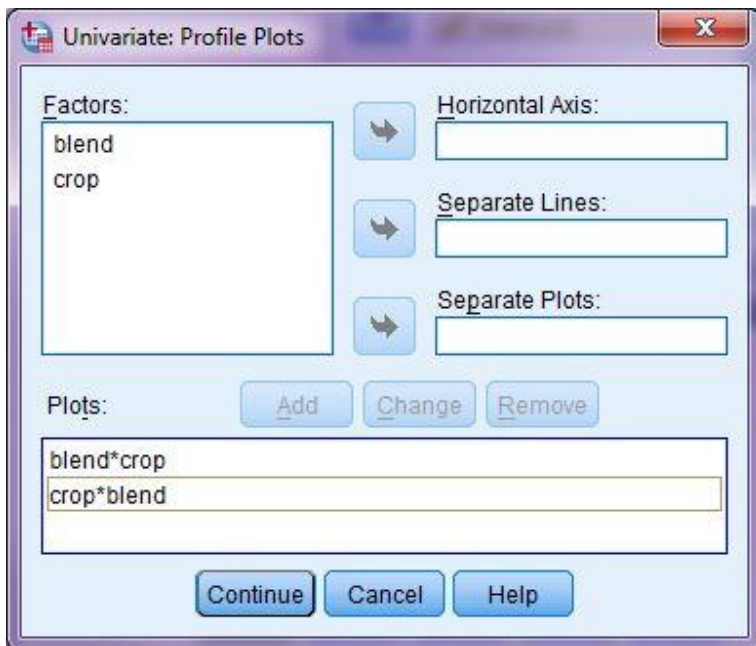 Univariate: Profile Plots
Factors:
blend
crop
Horizontal Axis:
Separate Lines:
Separate Plots:
Plots:
Add
Change
Remove
blend*crop
crop*blend
Continue
Cancel
Help